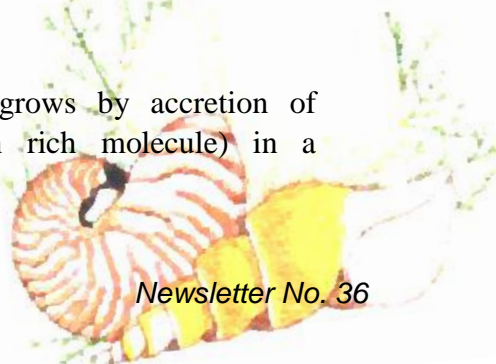 grows by accretion of
rich molecule) in a
Newsletter No. 36